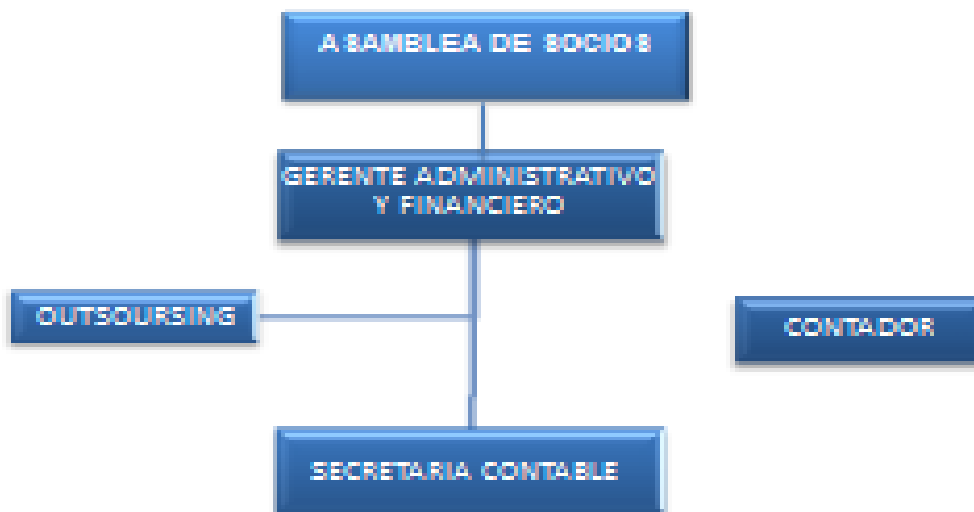 ASAMBLEA DE SOCIOS
GERENTE ADMINISTRATIVO
Y FINANCIERO
OUTSOURSING
CONTADOR
SECRETARIA CONTABLE